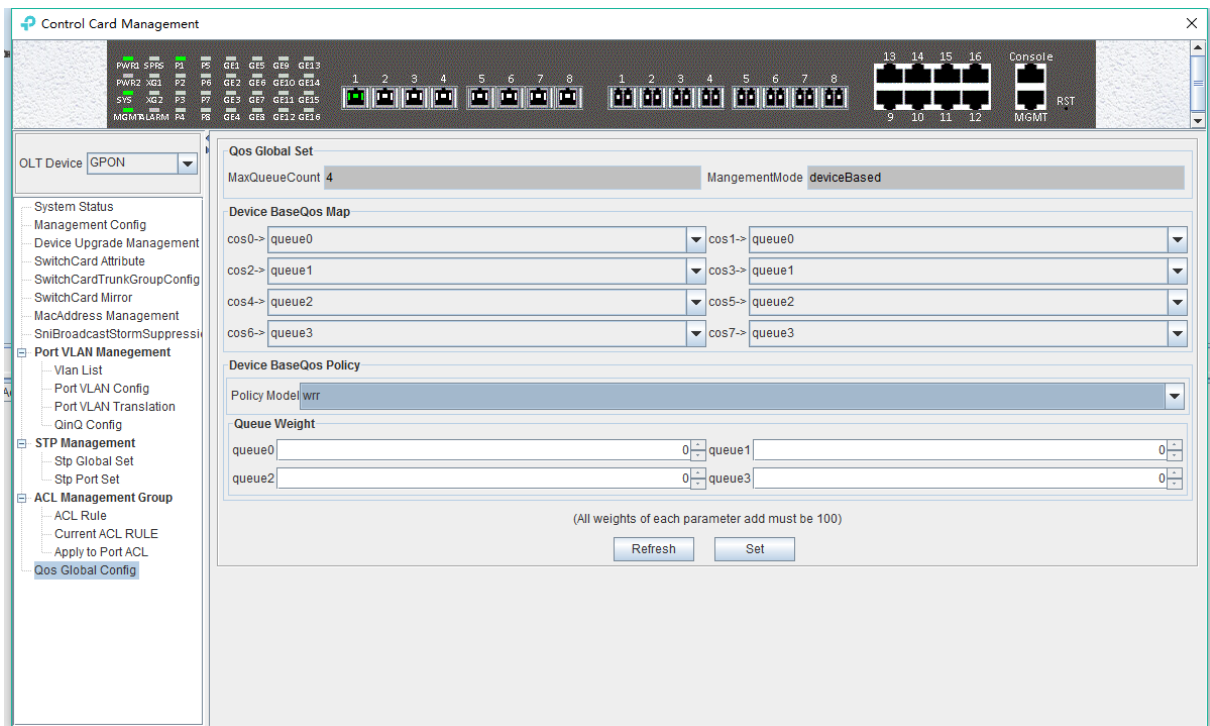 Control Card Management
PWR1 SPRS P1 P5 GE1 GE5 GE9 GE13
PWR2 XG1 P2 P6 GE2 GE6 GE10 GE14
SYS XG2 P3 P7 GE3 GE7 GE11 GE15
MGMT ALARM P4 P8 GE4 GE8 GE12 GE16
1 2 3 4 5 6 7 8
1 2 3 4 5 6 7 8
13 14 15 16 Console
9 10 11 12 MGMT
RST
OLT Device GPON
System Status
Management Config
Device Upgrade Management
SwitchCard Attribute
SwitchCardTrunkGroupConfig
SwitchCard Mirror
MacAddress Management
SniBroadcastStormSuppressi
Port VLAN Manegement
Vlan List
Port VLAN Config
Port VLAN Translation
QinQ Config
STP Management
Stp Global Set
Stp Port Set
ACL Management Group
ACL Rule
Current ACL RULE
Apply to Port ACL
Qos Global Config
Qos Global Set
MaxQueueCount 4 MangementMode deviceBased
Device BaseQos Map
cos0-> queue0 cos1-> queue0
cos2-> queue1 cos3-> queue1
cos4-> queue2 cos5-> queue2
cos6-> queue3 cos7-> queue3
Device BaseQos Policy
Policy Model wrr
Queue Weight
queue0 0 queue1 0
queue2 0 queue3 0
(All weights of each parameter add must be 100)
Refresh Set